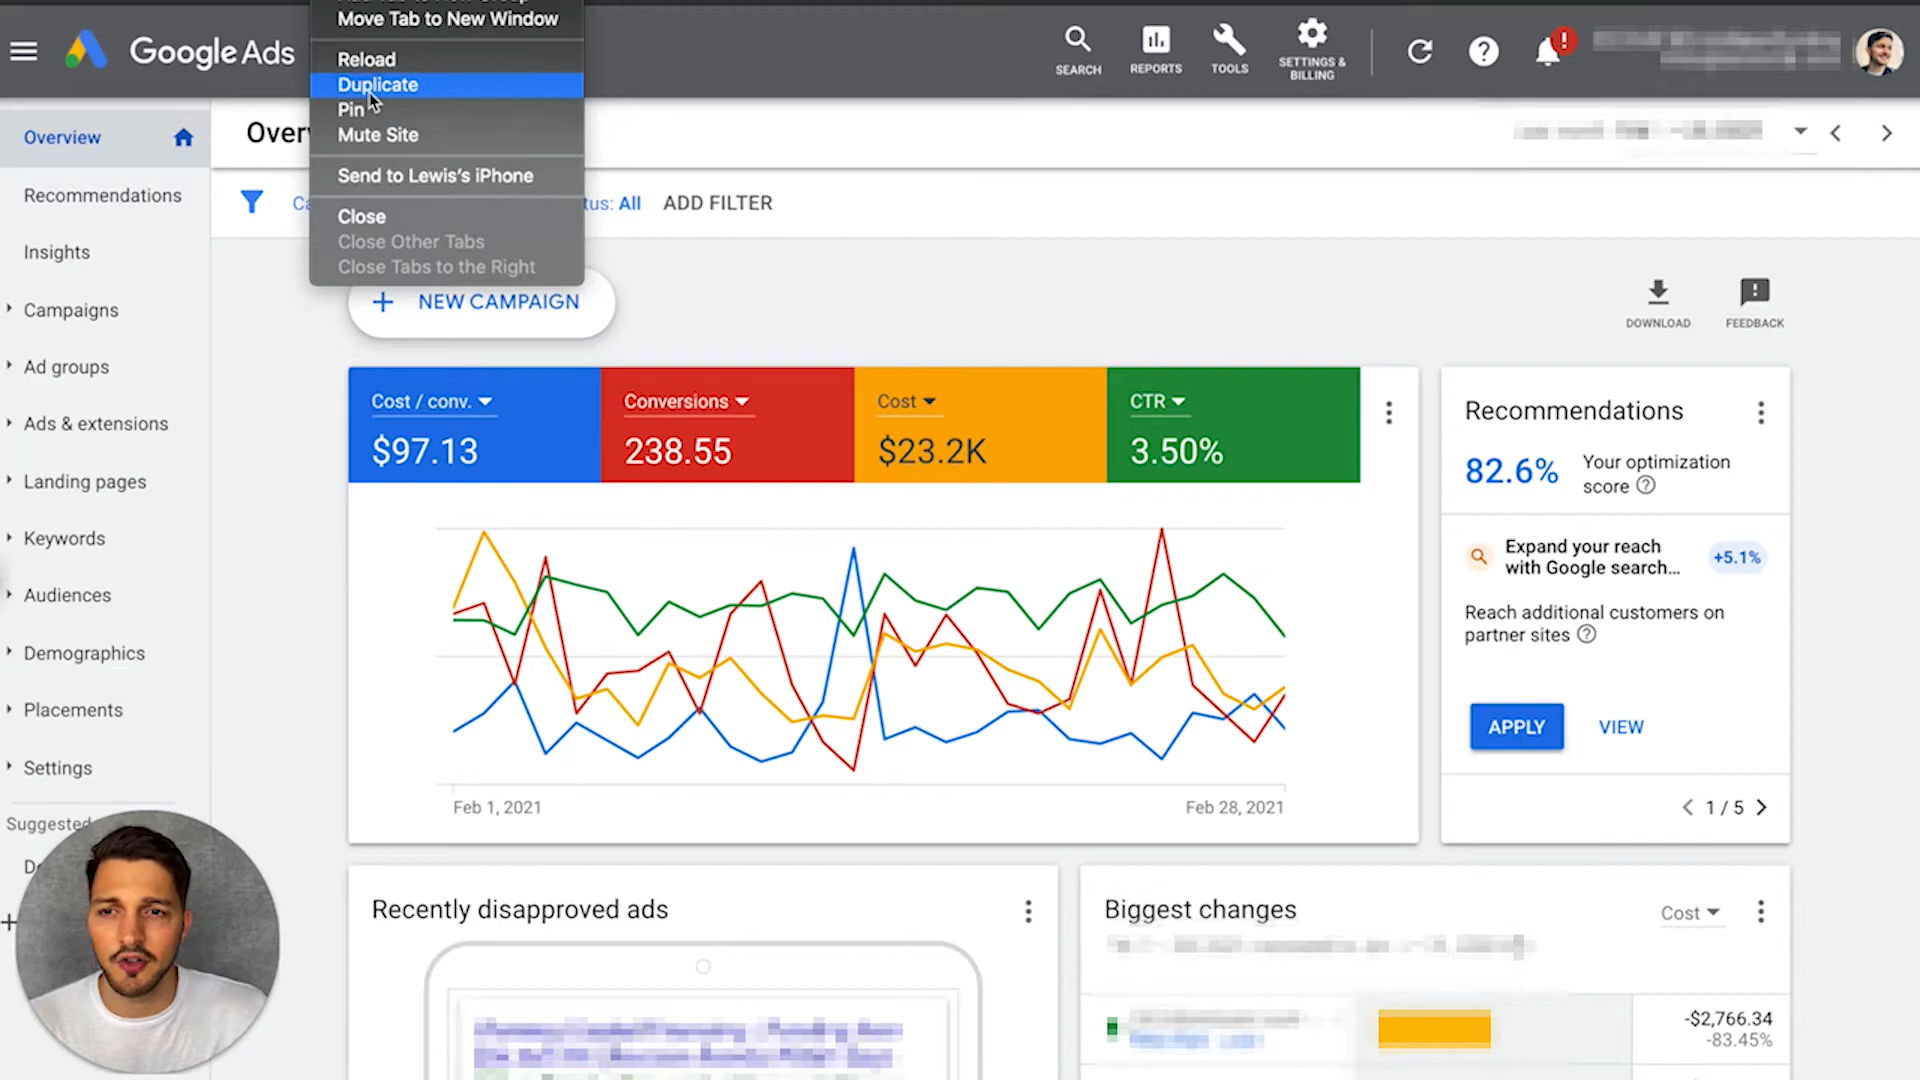 Move Tab to New Window
Reload
Duplicate
Pin
Mute Site
Send to Lewis's iPhone
Close
Close Other Tabs
Close Tabs to the Right
Google Ads
SEARCH
REPORTS
TOOLS
SETTINGS & BILLING
!
Overview
Recommendations
Insights
Campaigns
Ad groups
Ads & extensions
Landing pages
Keywords
Audiences
Demographics
Placements
Settings
Suggested
All
ADD FILTER
NEW CAMPAIGN
DOWNLOAD
FEEDBACK
Cost / conv.
$97.13
Conversions
238.55
Cost
$23.2K
CTR
3.50%
Feb 1, 2021
Feb 28, 2021
Recommendations
82.6%
Your optimization
score
Expand your reach
with Google search...
+5.1%
Reach additional customers on
partner sites
APPLY
VIEW
1 / 5
Recently disapproved ads
Biggest changes
Cost
-$2,766.34
-83.45%